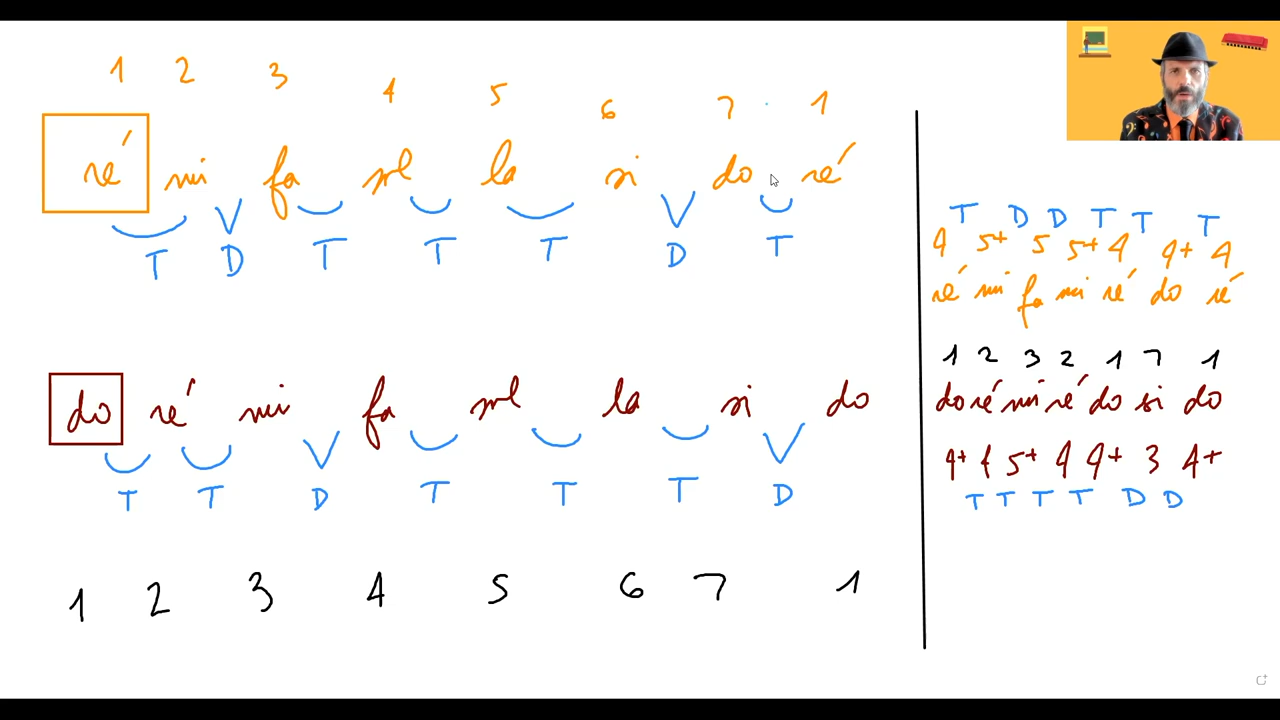 1 2 3 4 5 6 7 1
ré mi fa sol la si do ré
T D T T T D T
do ré mi fa sol la si do
T T D T T T D
1 2 3 4 5 6 7 1
T D D T T T
4 5+ 5 5+ 4 4+ 4
ré mi fa mi ré do ré
1 2 3 2 1 7 1
do ré mi ré do si do
4+ 4 5+ 4 4+ 3 4+
T T T T D D